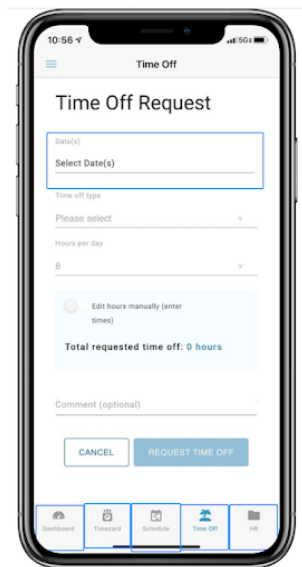 10:56 5G
Time Off
Time Off Request
Date(s)
Select Date(s)
Time off type
Please select
Hours per day
8
Edit hours manually (enter
times)
Total requested time off: 0 hours
Comment (optional)
CANCEL REQUEST TIME OFF
Dashboard Timecard Schedule Time Off HR